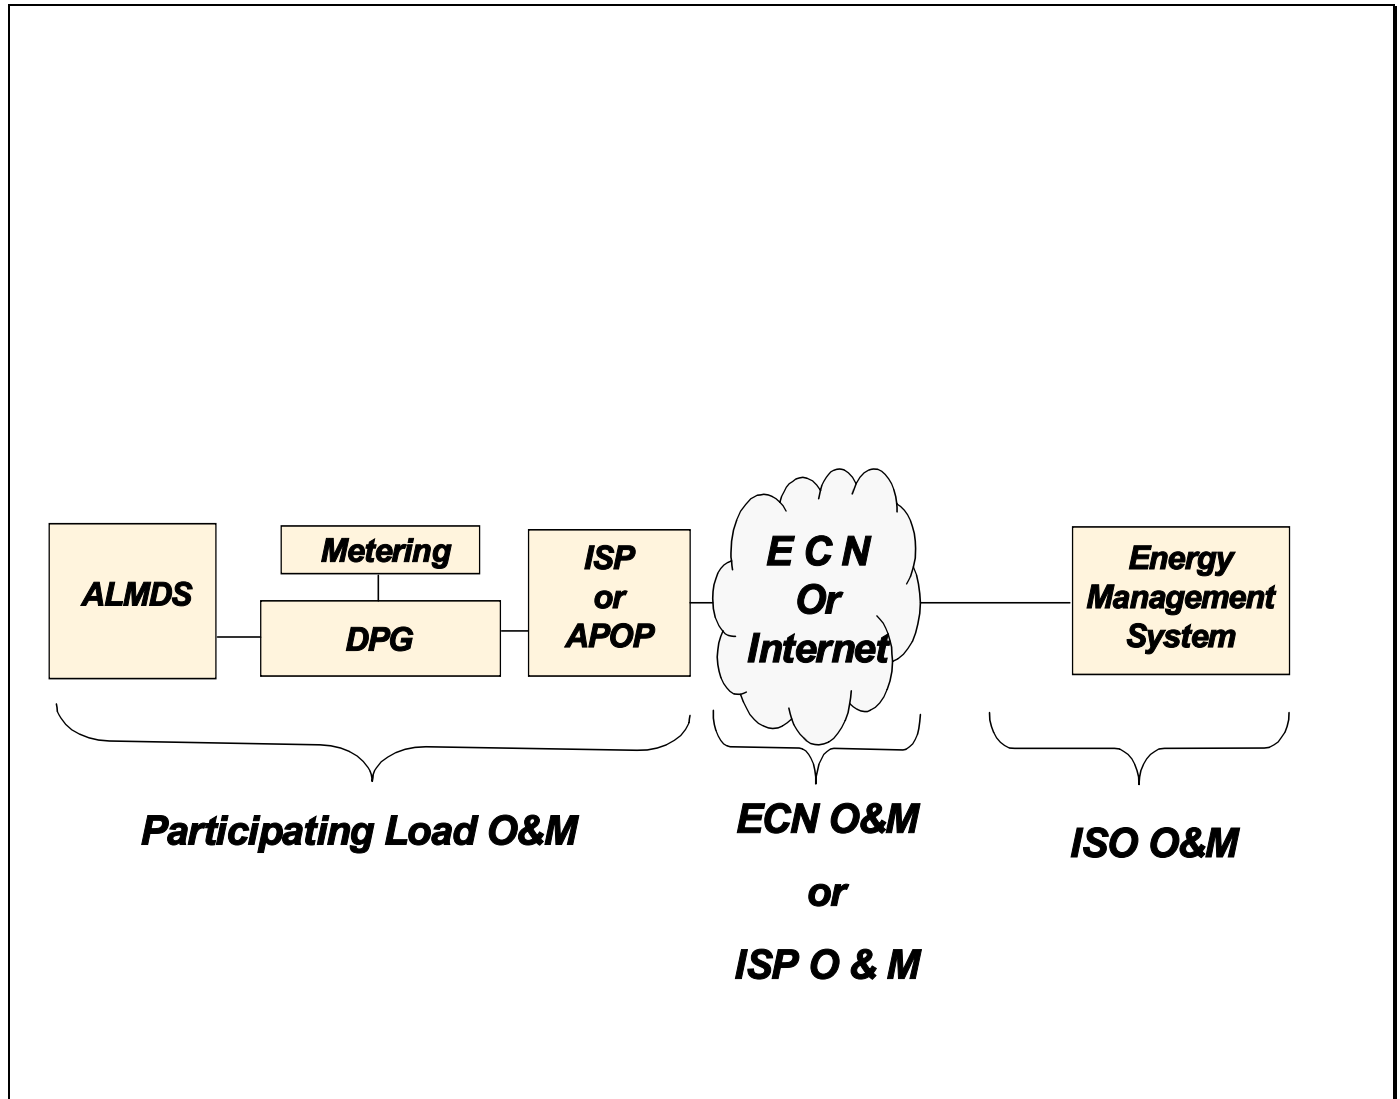 ALMDS
Metering
DPG
ISP
or
APOP
E C N
Or
Internet
Energy
Management
System
Participating Load O&M
ECN O&M
or
ISP O & M
ISO O&M